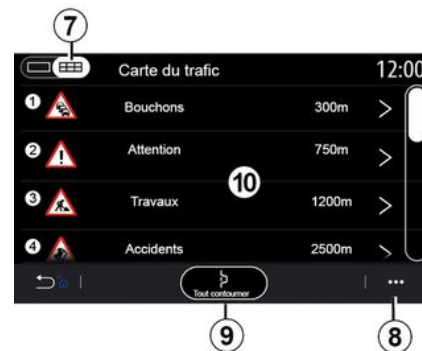 7
Carte du trafic 12:00
1 Bouchons 300m
2 Attention 750m
10
3 Travaux 1200m
4 Accidents 2500m
Tout contourner
9 8